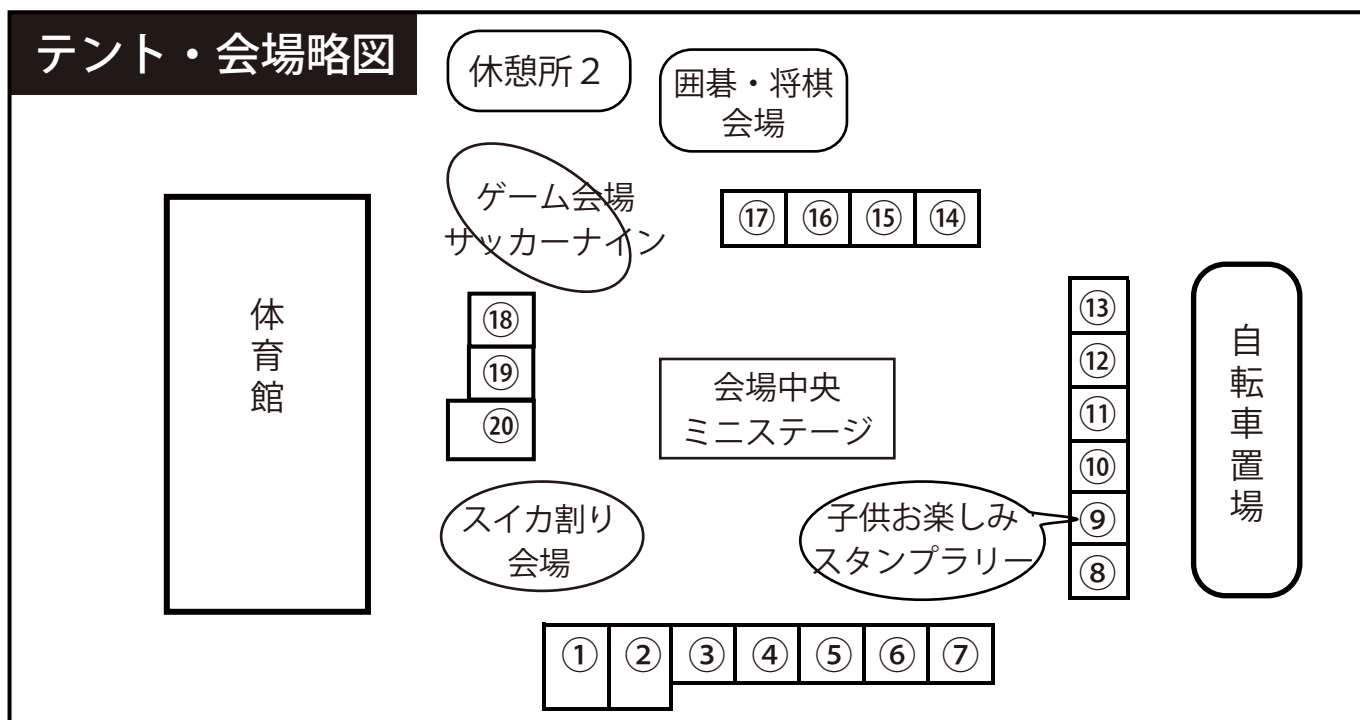 テント・会場略図
休憩所２
囲碁・将棋
会場
ゲーム会場
サッカーナイン
⑰ ⑯ ⑮ ⑭
体育館
⑱
⑲
⑳
会場中央
ミニステージ
⑬
⑫
⑪
⑩
⑨
⑧
自転車置場
スイカ割り
会場
子供お楽しみ
スタンプラリー
① ② ③ ④ ⑤ ⑥ ⑦